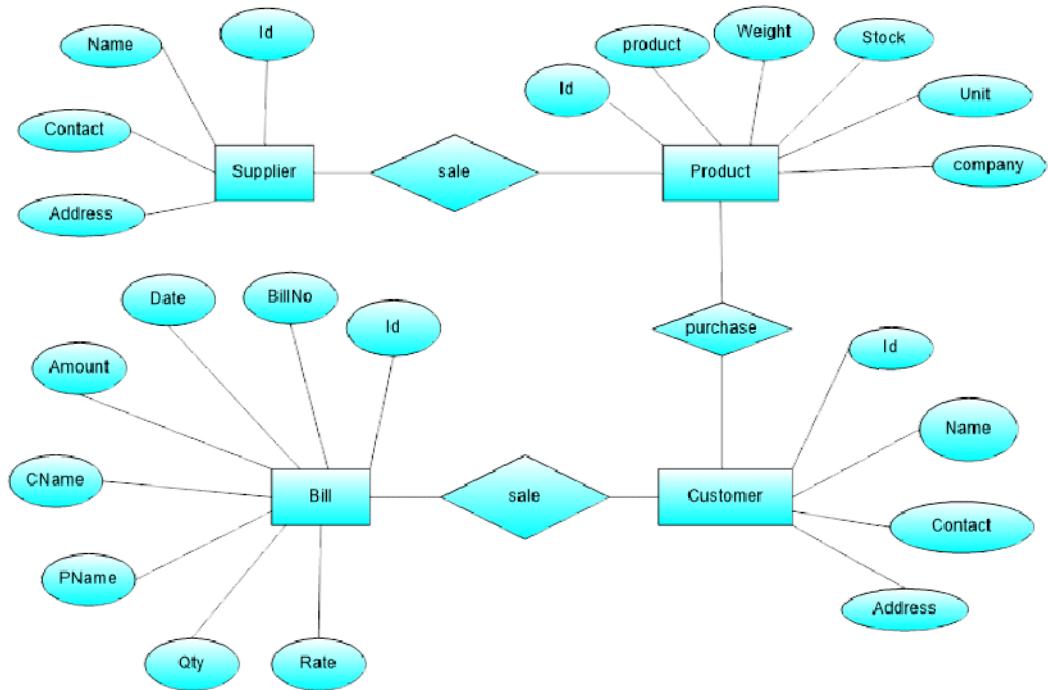 Name
Id
product
Weight
Stock
Id
Unit
Contact
Supplier
sale
Product
company
Address
Date
BillNo
Id
purchase
Id
Amount
Name
CName
Bill
sale
Customer
Contact
PName
Address
Qty
Rate